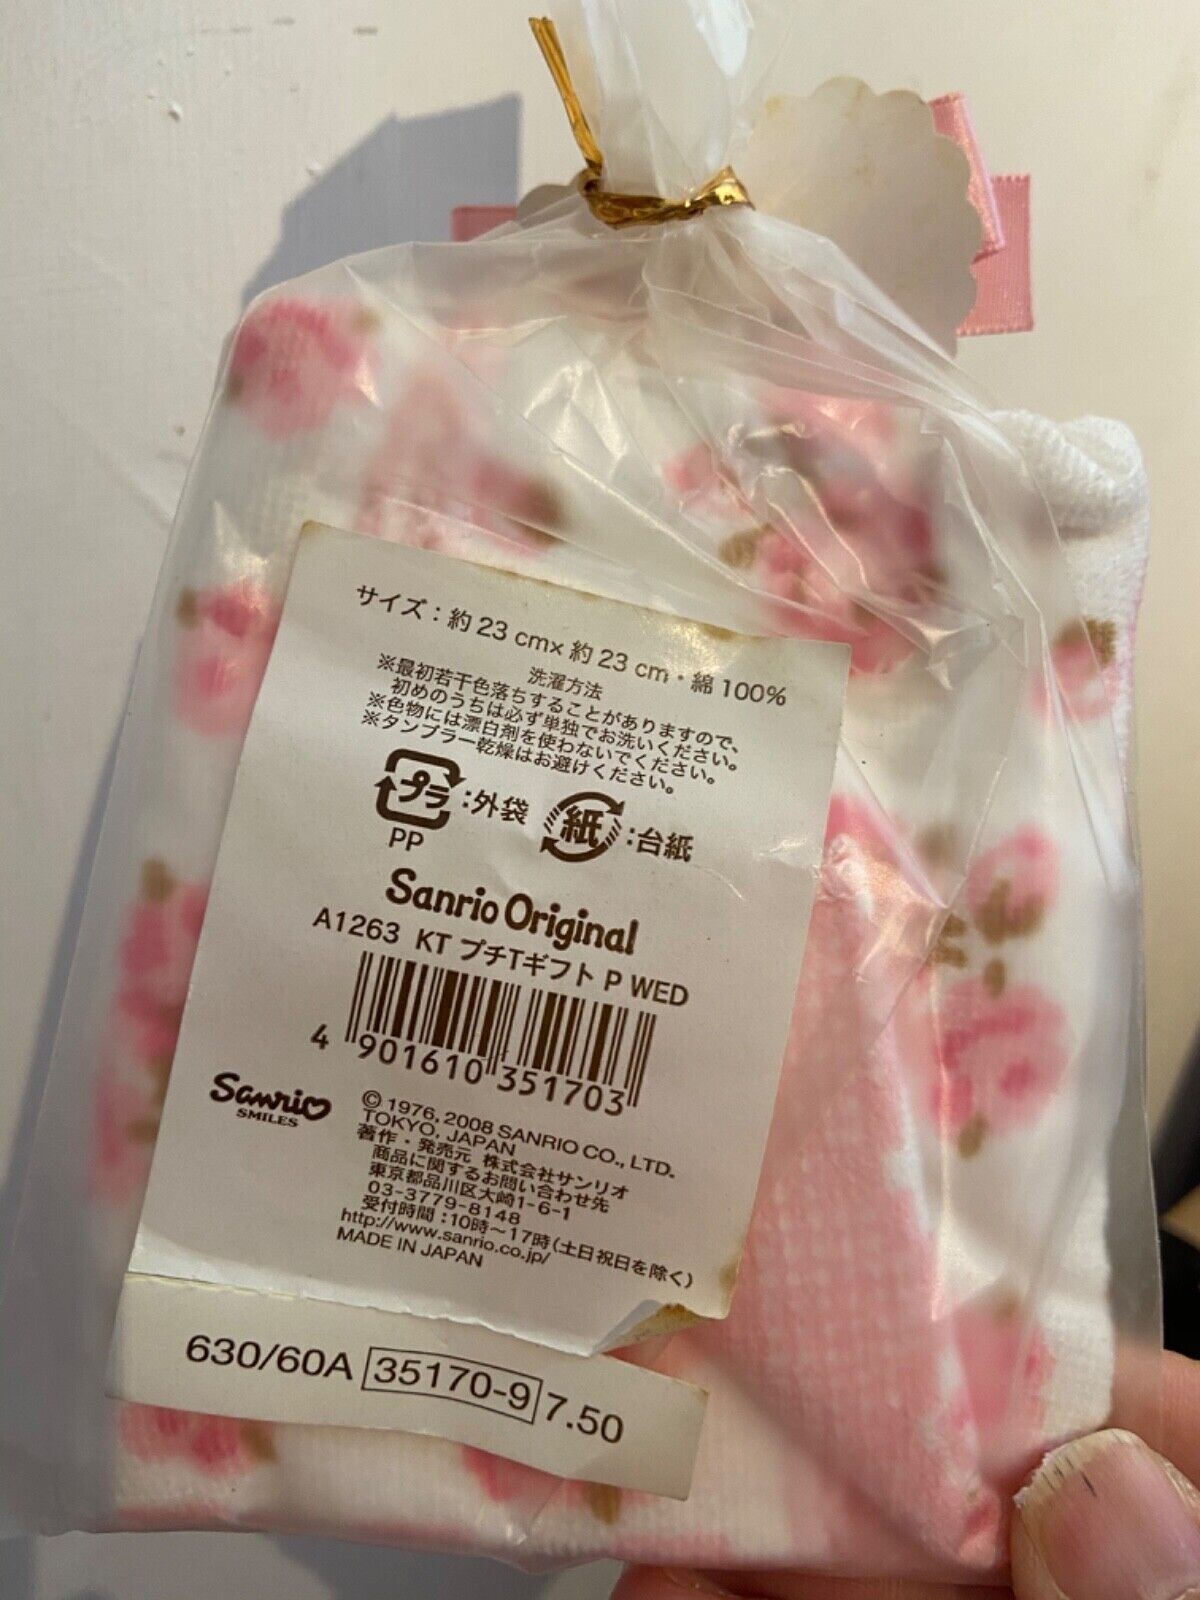 サイズ：約 23 cm× 約 23 cm・綿 100%
洗濯方法
※最初若干色落ちすることがありますので、
初めのうちは必ず単独でお洗いください。
※色物には漂白剤を使わないでください。
※タンブラー乾燥はお避けください。
プラ :外袋 紙 :台紙
PP
Sanrio Original
A1263 KT プチTギフト P WED
4 901610 351703
Sanrio
SMILES
© 1976, 2008 SANRIO CO., LTD.
TOKYO, JAPAN
著作・発売元 株式会社サンリオ
商品に関するお問い合わせ先
東京都品川区大崎1-6-1
03-3779-8148
受付時間 :10時～17時(土日祝日を除く)
http://www.sanrio.co.jp/
MADE IN JAPAN
630/60A 35170-9 7.50